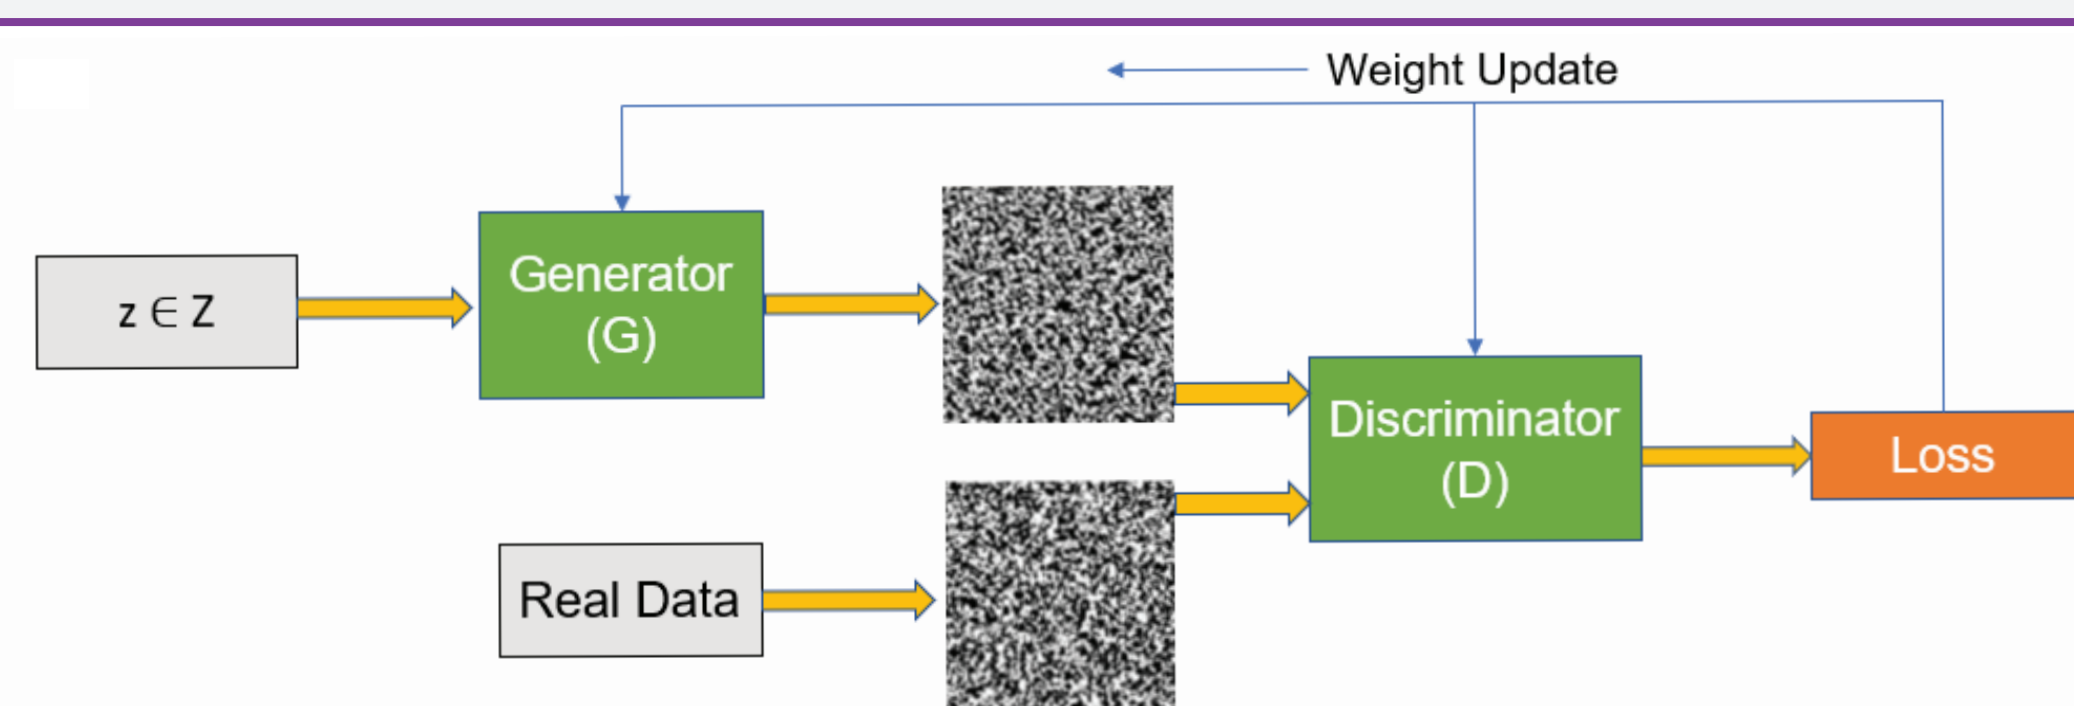 Weight Update
z ∈ Z
Generator
(G)
Discriminator
(D)
Loss
Real Data